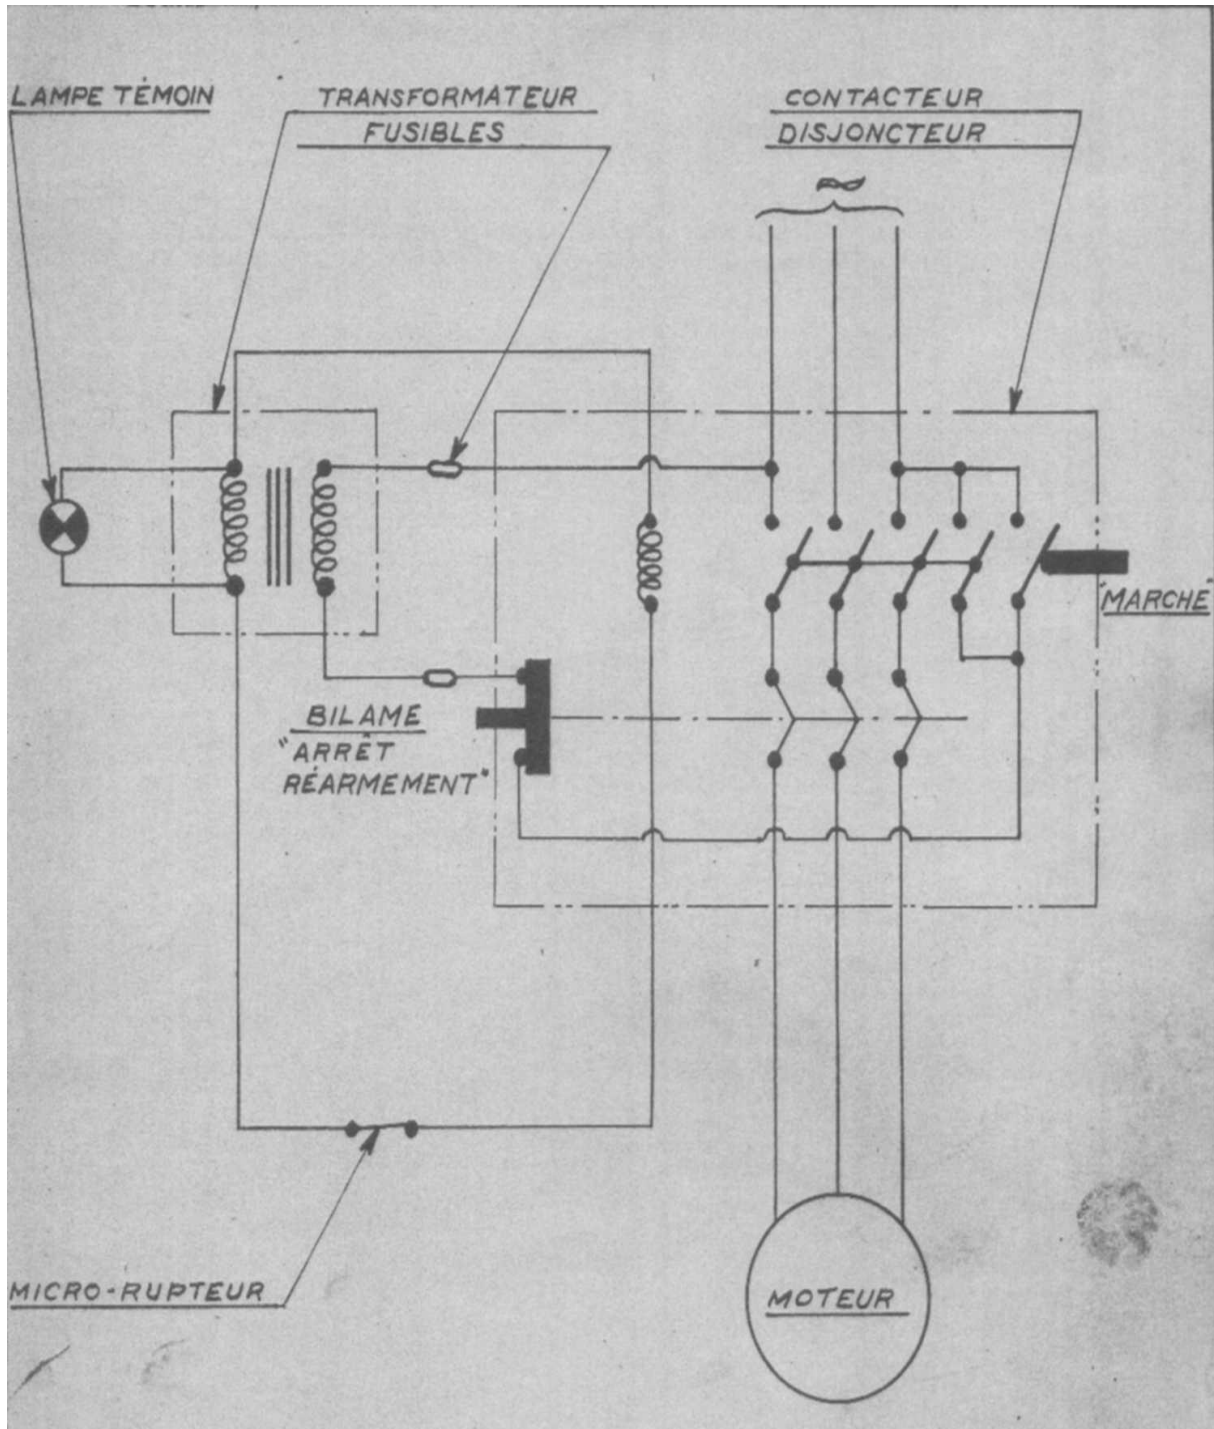 LAMPE TÉMOIN
TRANSFORMATEUR
FUSIBLES
CONTACTEUR
DISJONCTEUR
"MARCHE"
BILAME
"ARRÊT
RÉARMEMENT"
MICRO-RUPTEUR
MOTEUR